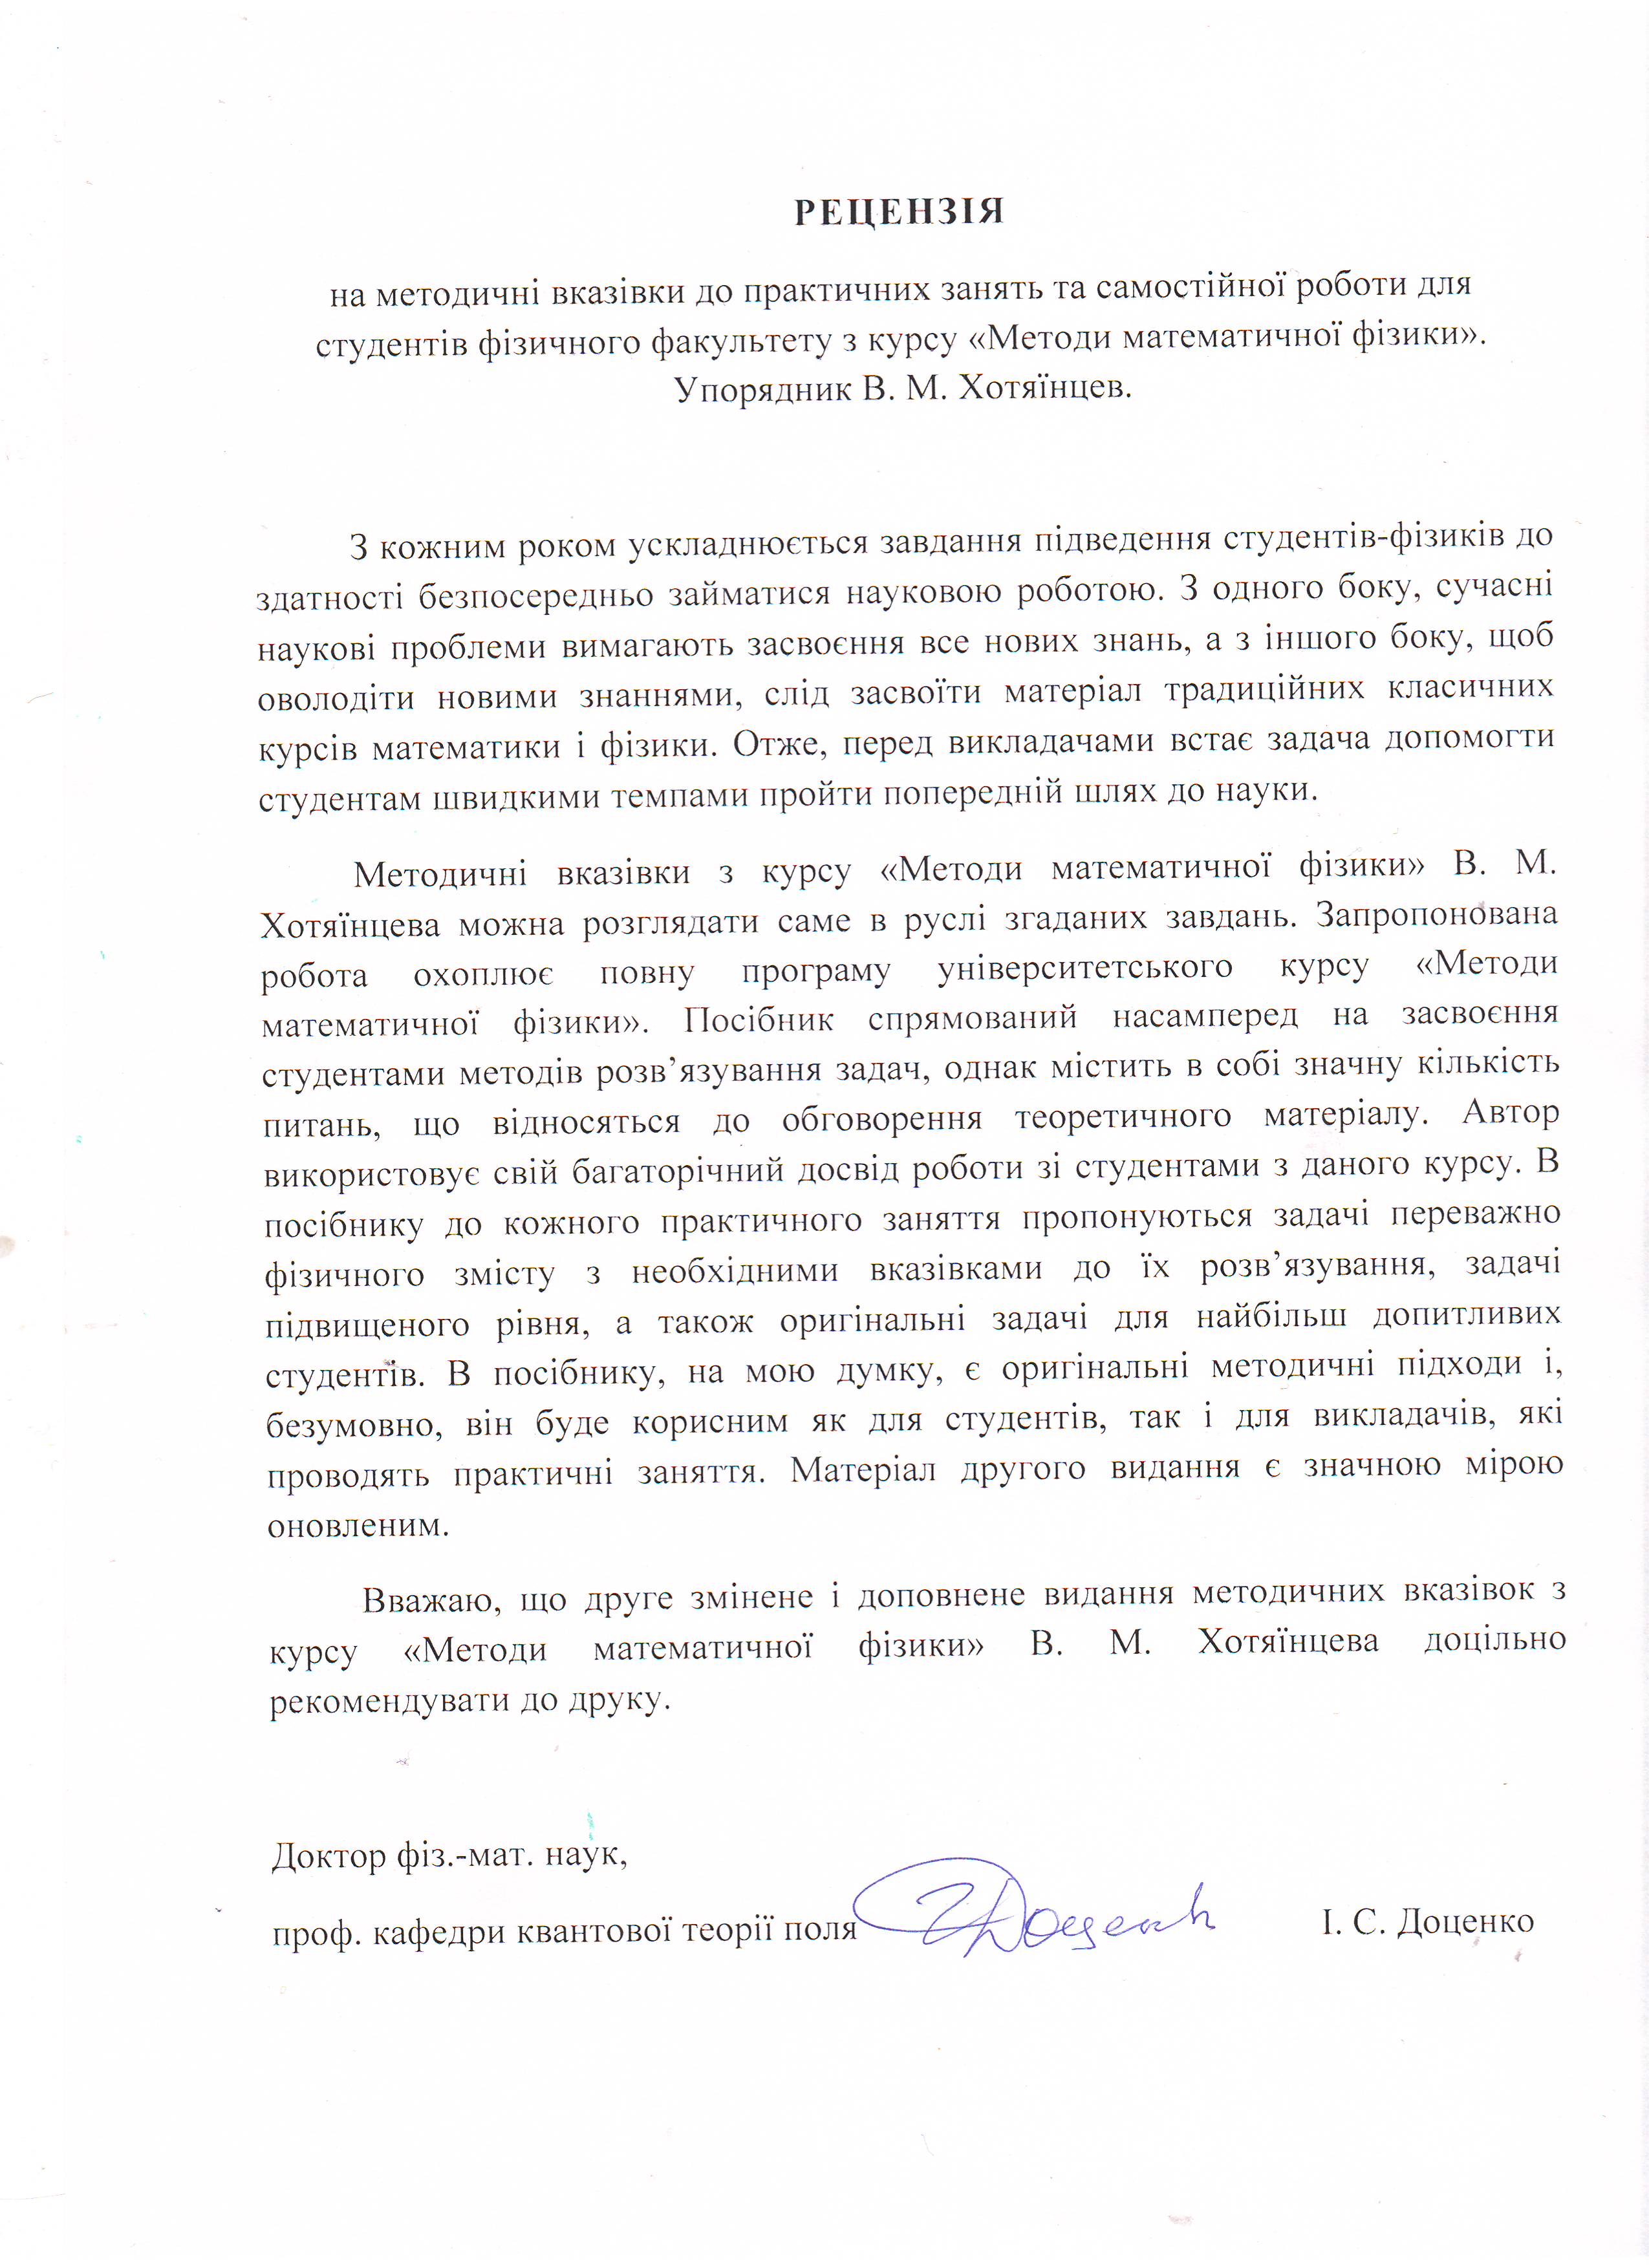 РЕЦЕНЗІЯ
на методичні вказівки до практичних занять та самостійної роботи для
студентів фізичного факультету з курсу «Методи математичної фізики».
Упорядник В. М. Хотяїнцев.
З кожним роком ускладнюється завдання підведення студентів-фізиків до
здатності безпосередньо займатися науковою роботою. З одного боку, сучасні
наукові проблеми вимагають засвоєння все нових знань, а з іншого боку, щоб
оволодіти новими знаннями, слід засвоїти матеріал традиційних класичних
курсів математики і фізики. Отже, перед викладачами встає задача допомогти
студентам швидкими темпами пройти попередній шлях до науки.
Методичні вказівки з курсу «Методи математичної фізики» В. М.
Хотяїнцева можна розглядати саме в руслі згаданих завдань. Запропонована
робота охоплює повну програму університетського курсу «Методи
математичної фізики». Посібник спрямований насамперед на засвоєння
студентами методів розв’язування задач, однак містить в собі значну кількість
питань, що відносяться до обговорення теоретичного матеріалу. Автор
використовує свій багаторічний досвід роботи зі студентами з даного курсу. В
посібнику до кожного практичного заняття пропонуються задачі переважно
фізичного змісту з необхідними вказівками до їх розв’язування, задачі
підвищеного рівня, а також оригінальні задачі для найбільш допитливих
студентів. В посібнику, на мою думку, є оригінальні методичні підходи і,
безумовно, він буде корисним як для студентів, так і для викладачів, які
проводять практичні заняття. Матеріал другого видання є значною мірою
оновленим.
Вважаю, що друге змінене і доповнене видання методичних вказівок з
курсу «Методи математичної фізики» В. М. Хотяїнцева доцільно
рекомендувати до друку.
Доктор фіз.-мат. наук,
проф. кафедри квантової теорії поля І. С. Доценко